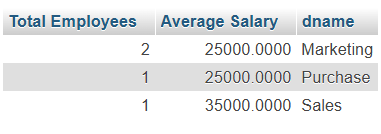 Total Employees Average Salary dname
2 25000.0000 Marketing
1 25000.0000 Purchase
1 35000.0000 Sales